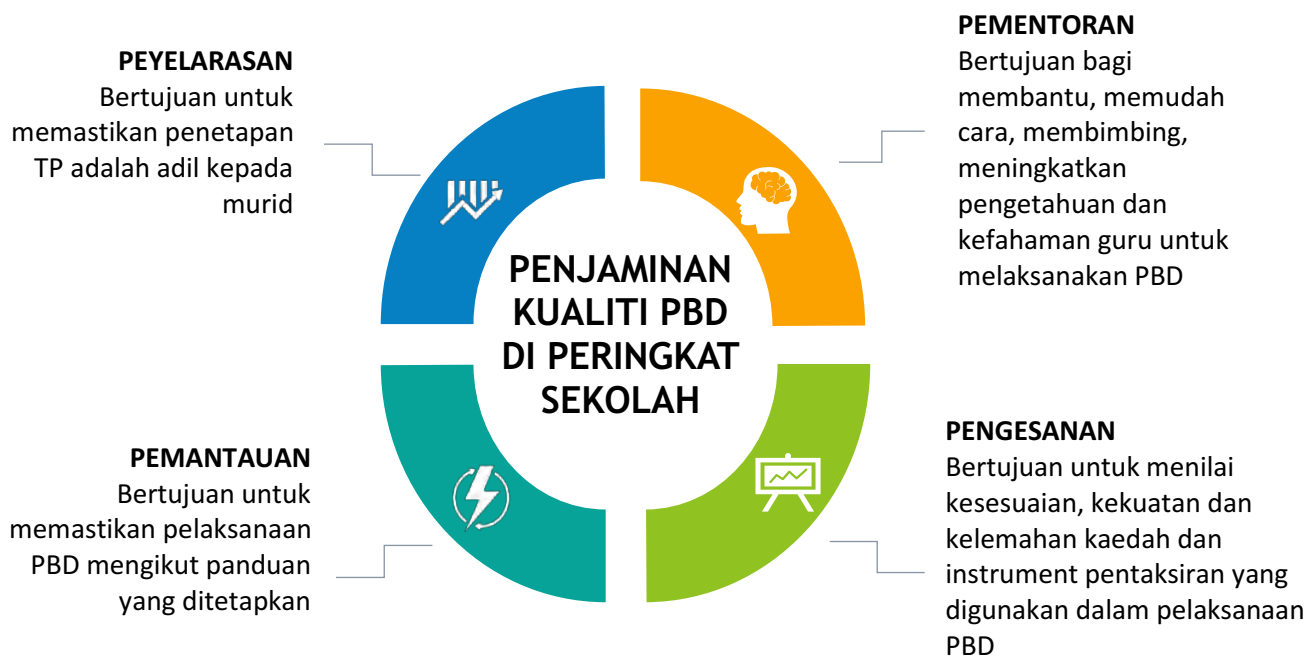 PEYELARASAN
Bertujuan untuk
memastikan penetapan
TP adalah adil kepada
murid
PEMENTORAN
Bertujuan bagi
membantu, memudah
cara, membimbing,
meningkatkan
pengetahuan dan
kefahaman guru untuk
melaksanakan PBD
PENJAMINAN
KUALITI PBD
DI PERINGKAT
SEKOLAH
PEMANTAUAN
Bertujuan untuk
memastikan pelaksanaan
PBD mengikut panduan
yang ditetapkan
PENGESANAN
Bertujuan untuk menilai
kesesuaian, kekuatan dan
kelemahan kaedah dan
instrument pentaksiran yang
digunakan dalam pelaksanaan
PBD